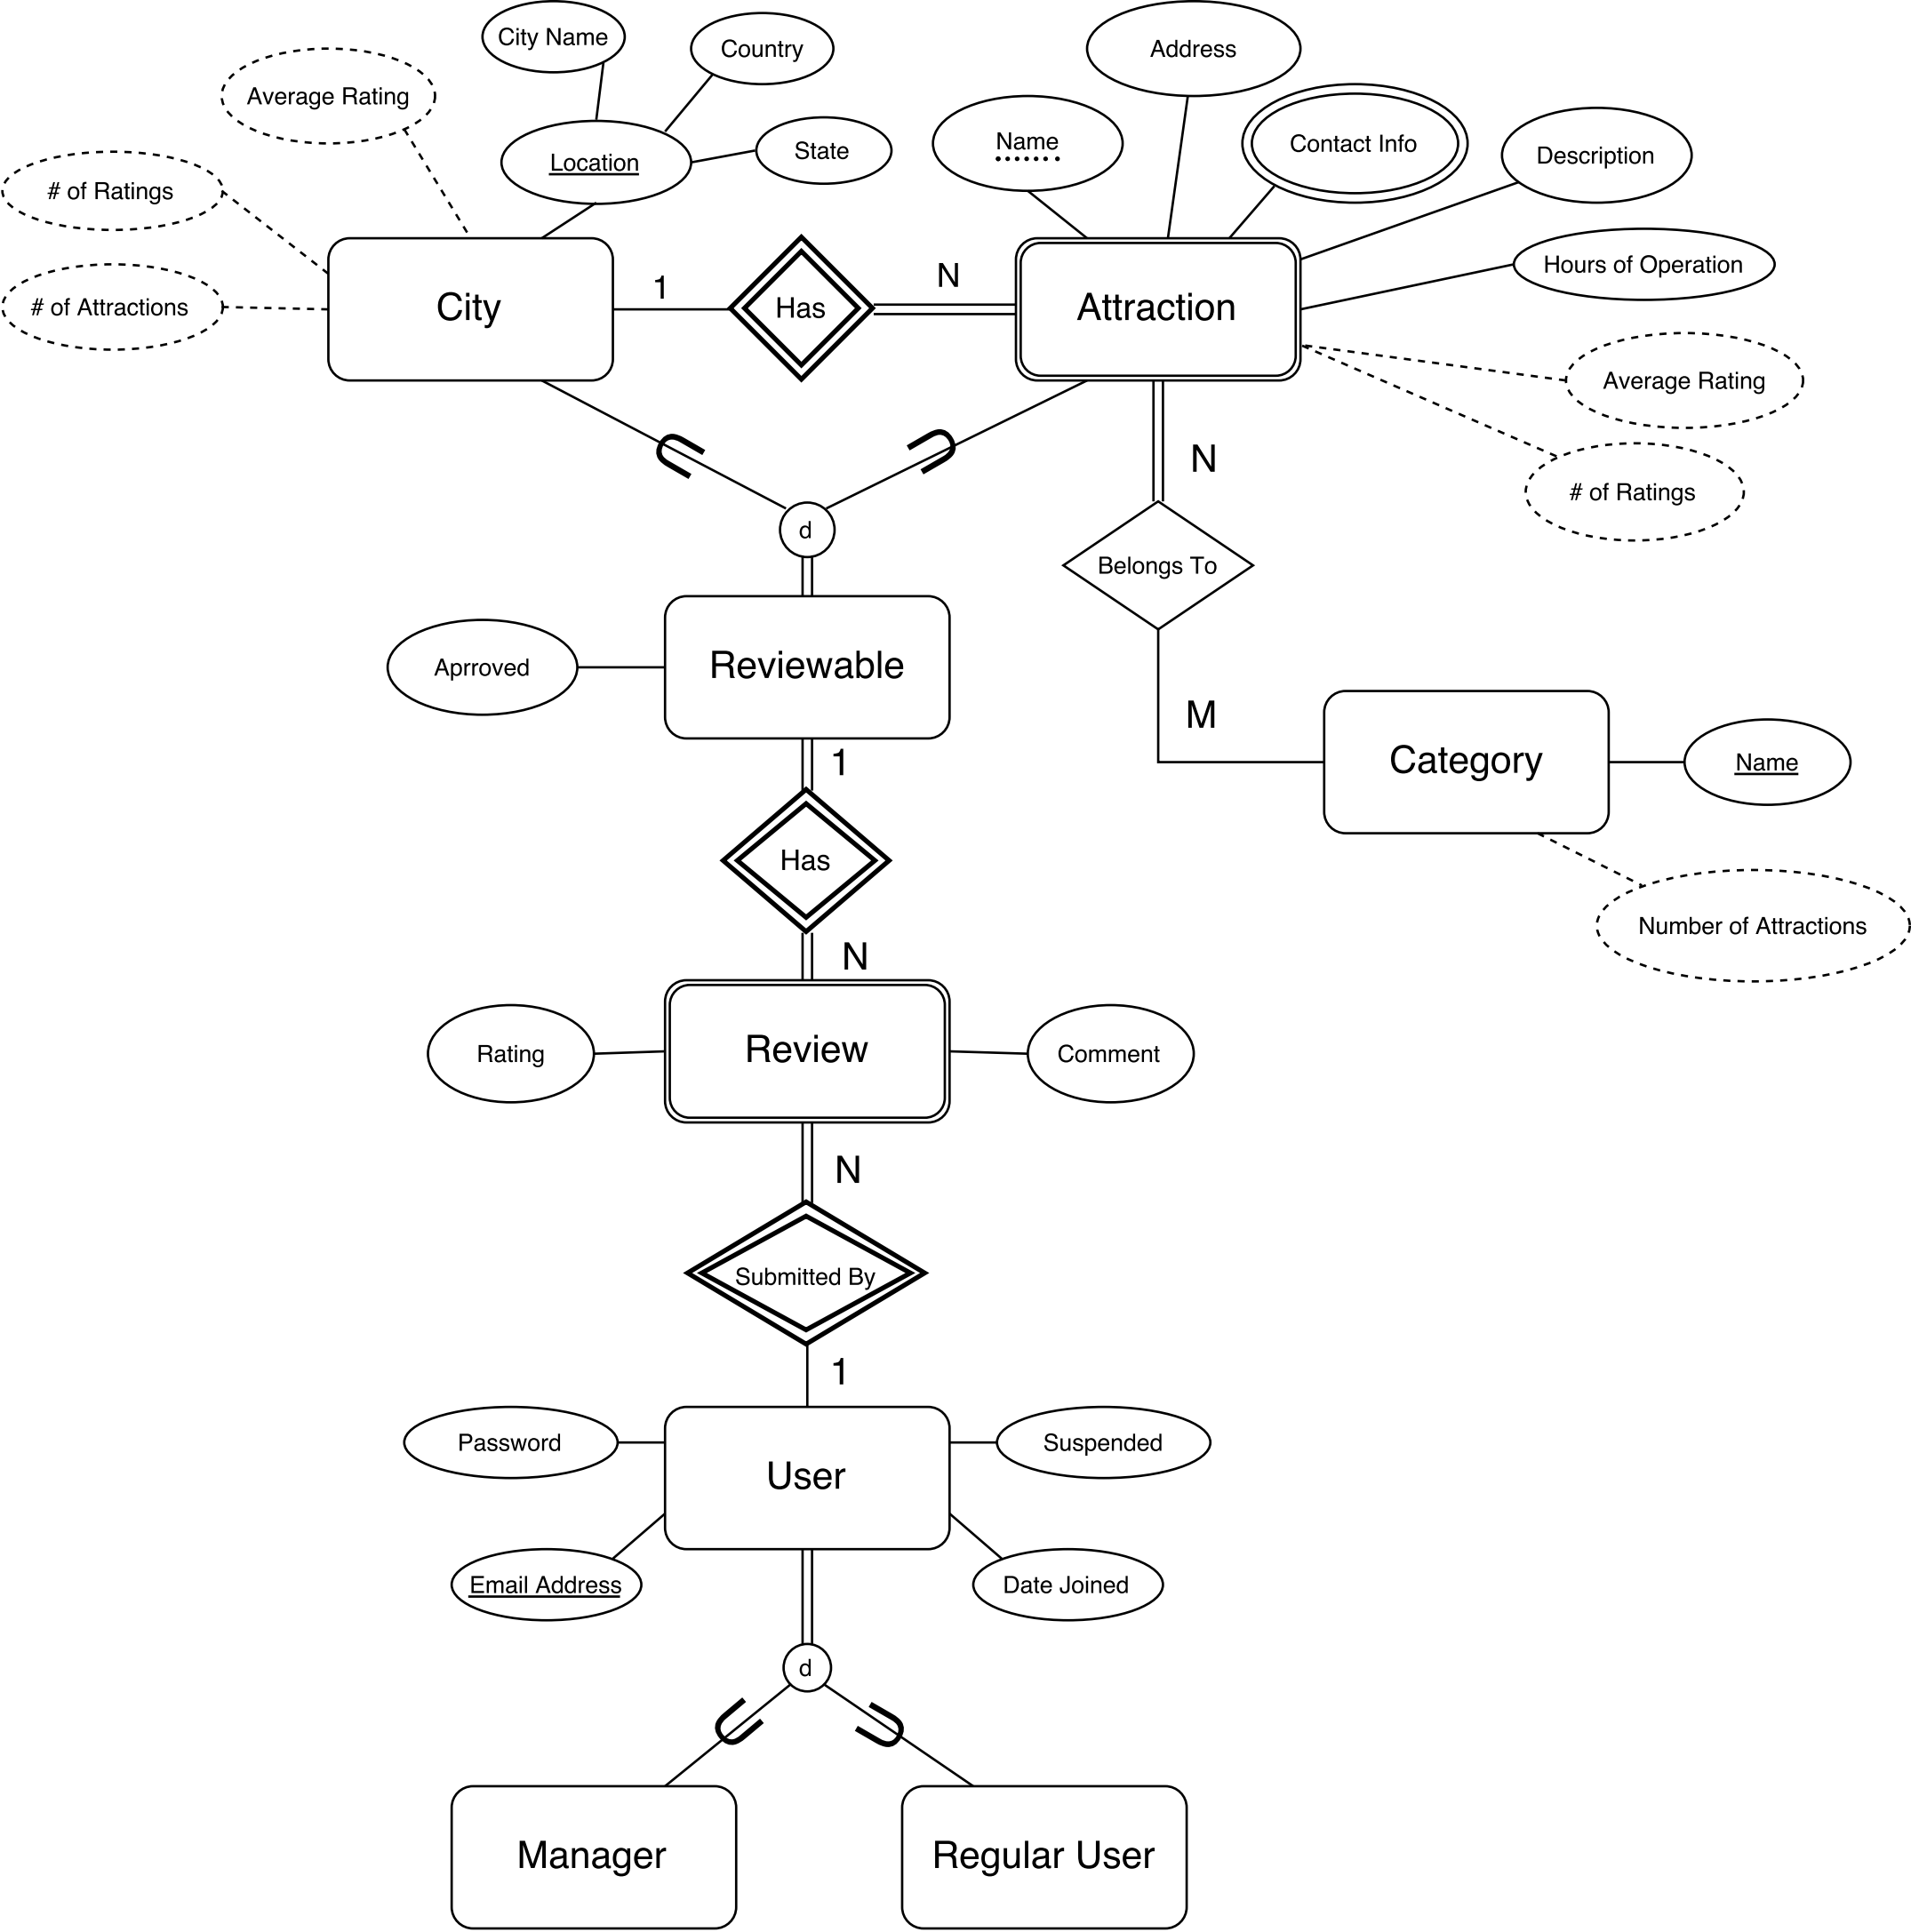 City Name
Country
Address
Average Rating
Name
Contact Info
Description
Location
State
# of Ratings
Hours of Operation
# of Attractions
City
1
Has
N
Attraction
Average Rating
N
# of Ratings
d
Belongs To
Aprroved
Reviewable
M
1
Category
Name
Has
Number of Attractions
N
Rating
Review
Comment
N
Submitted By
1
Password
User
Suspended
Email Address
Date Joined
d
Manager
Regular User